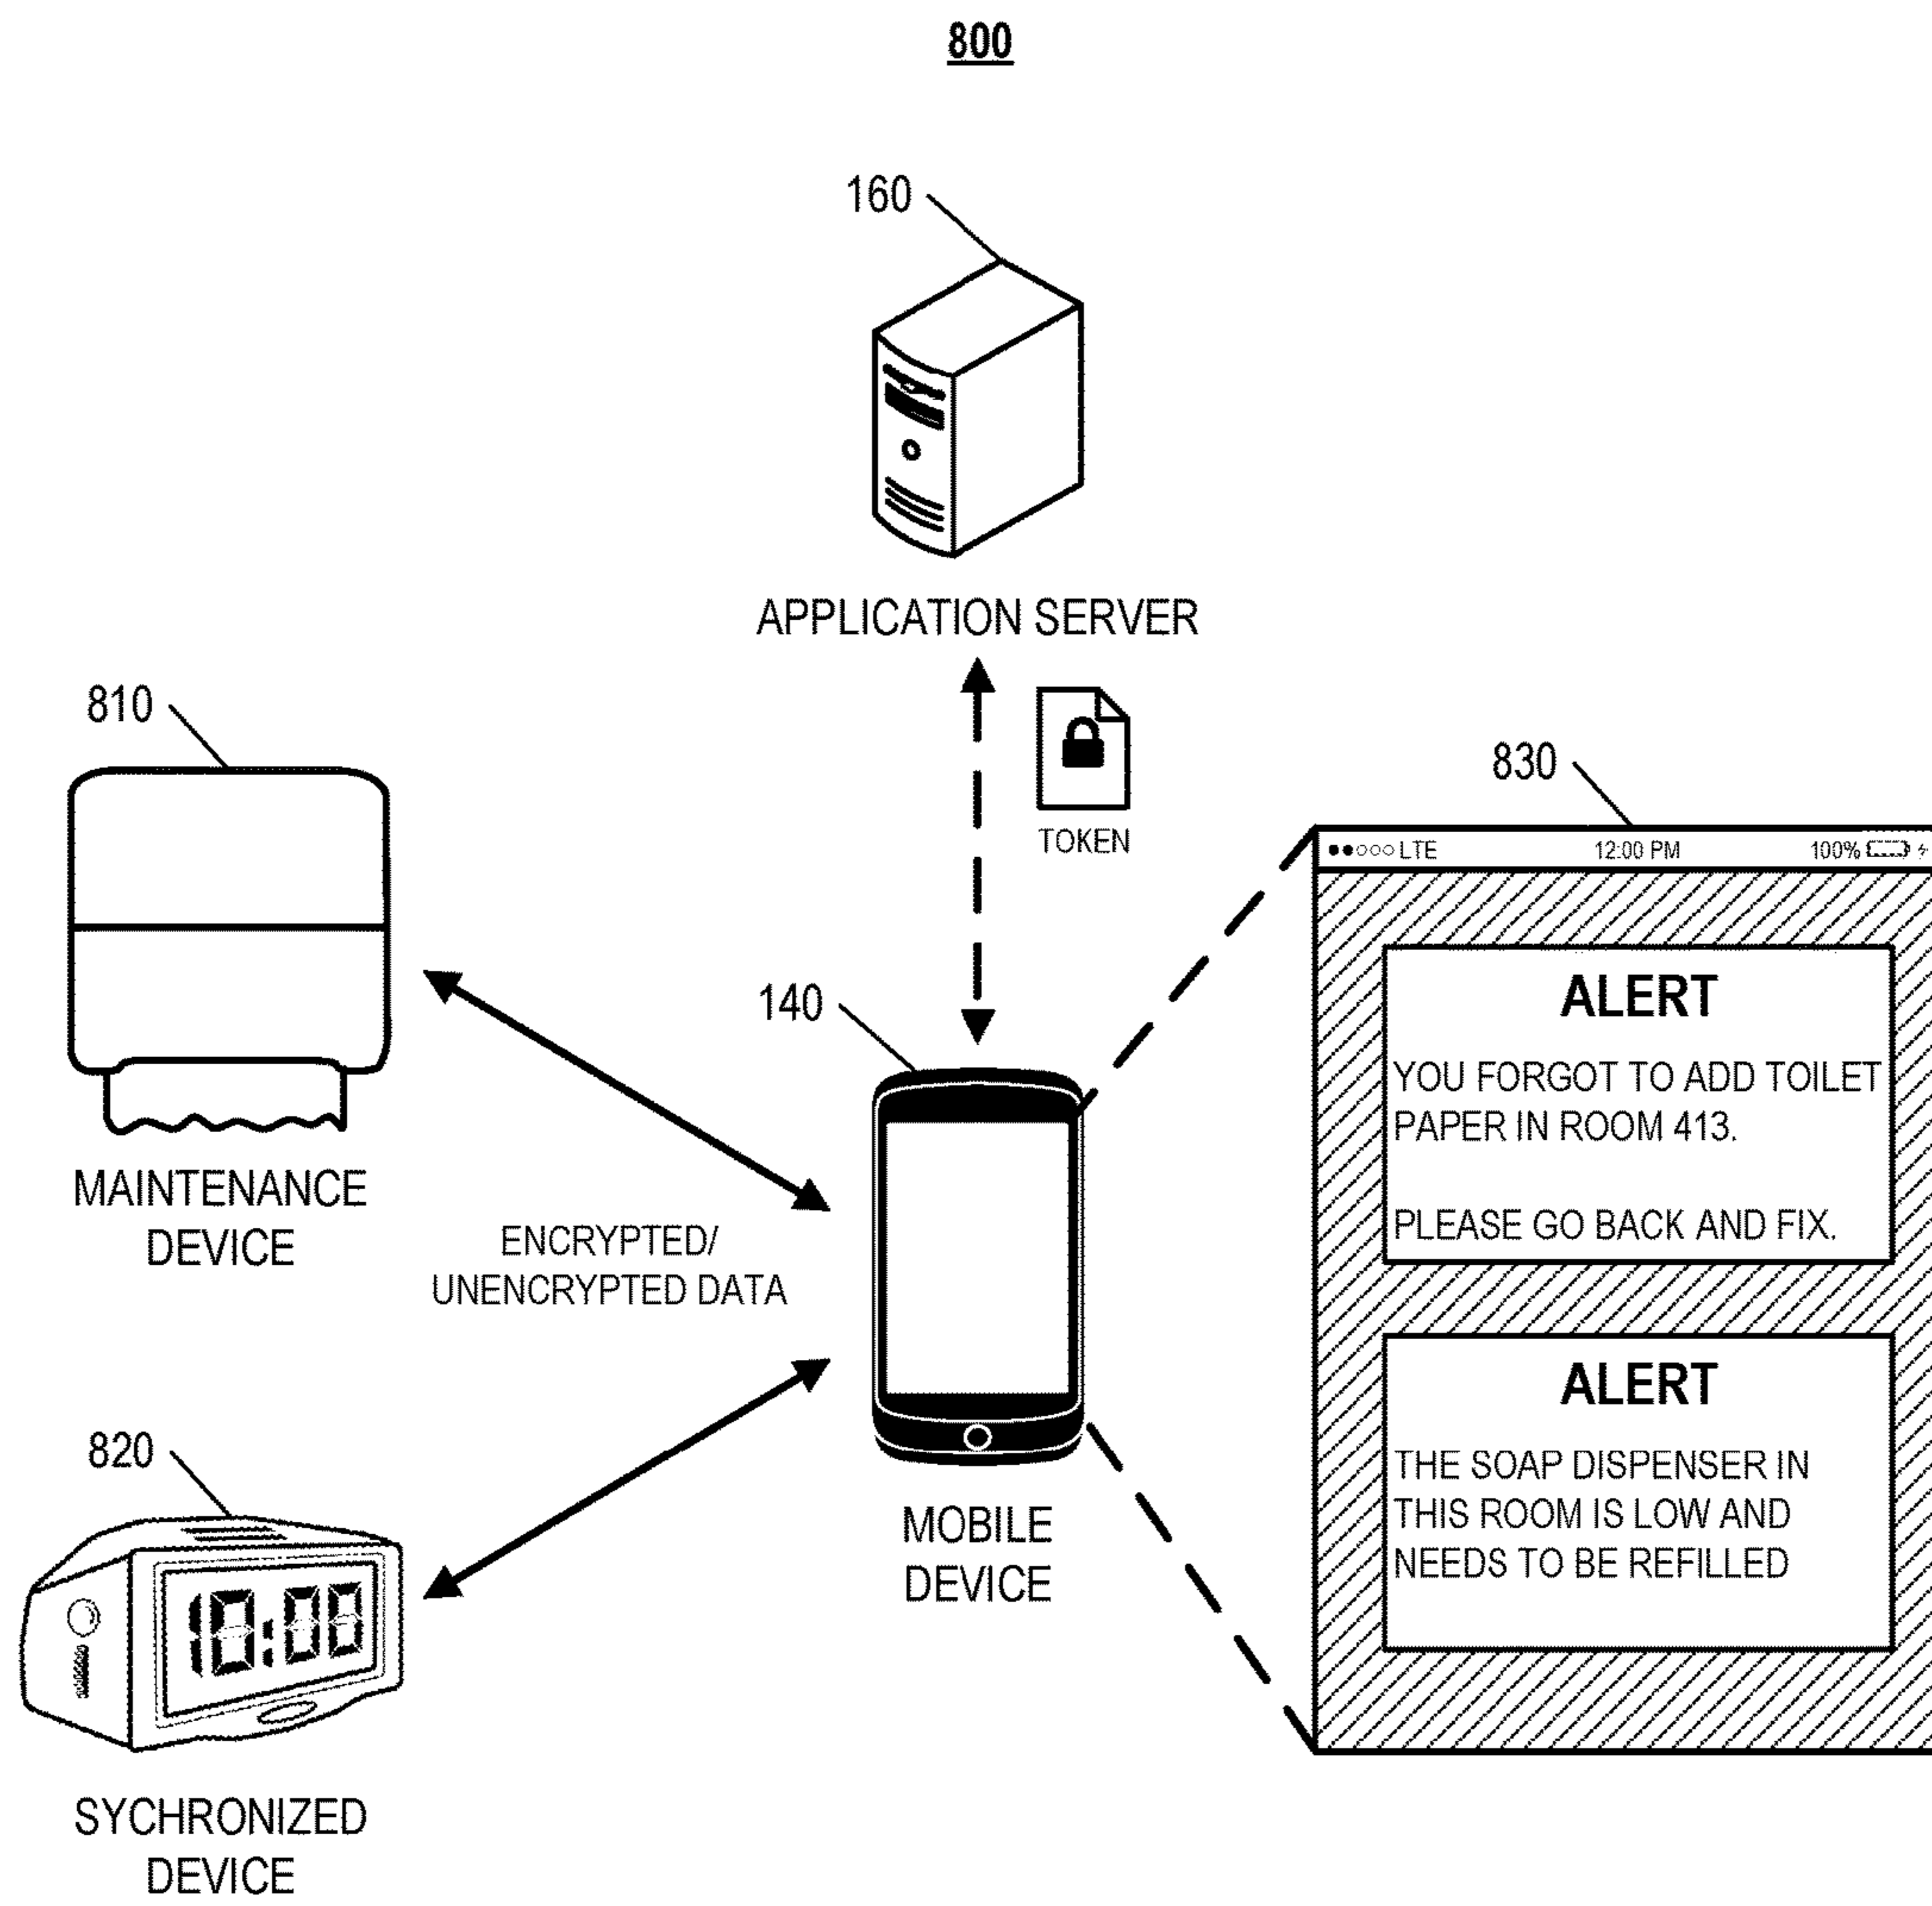 800
160
APPLICATION SERVER
TOKEN
810
MAINTENANCE
DEVICE
140
ENCRYPTED/
UNENCRYPTED DATA
MOBILE
DEVICE
820
10:00
SYCHRONIZED
DEVICE
830
LTE 12:00 PM 100%
ALERT
YOU FORGOT TO ADD TOILET
PAPER IN ROOM 413.
PLEASE GO BACK AND FIX.
ALERT
THE SOAP DISPENSER IN
THIS ROOM IS LOW AND
NEEDS TO BE REFILLED